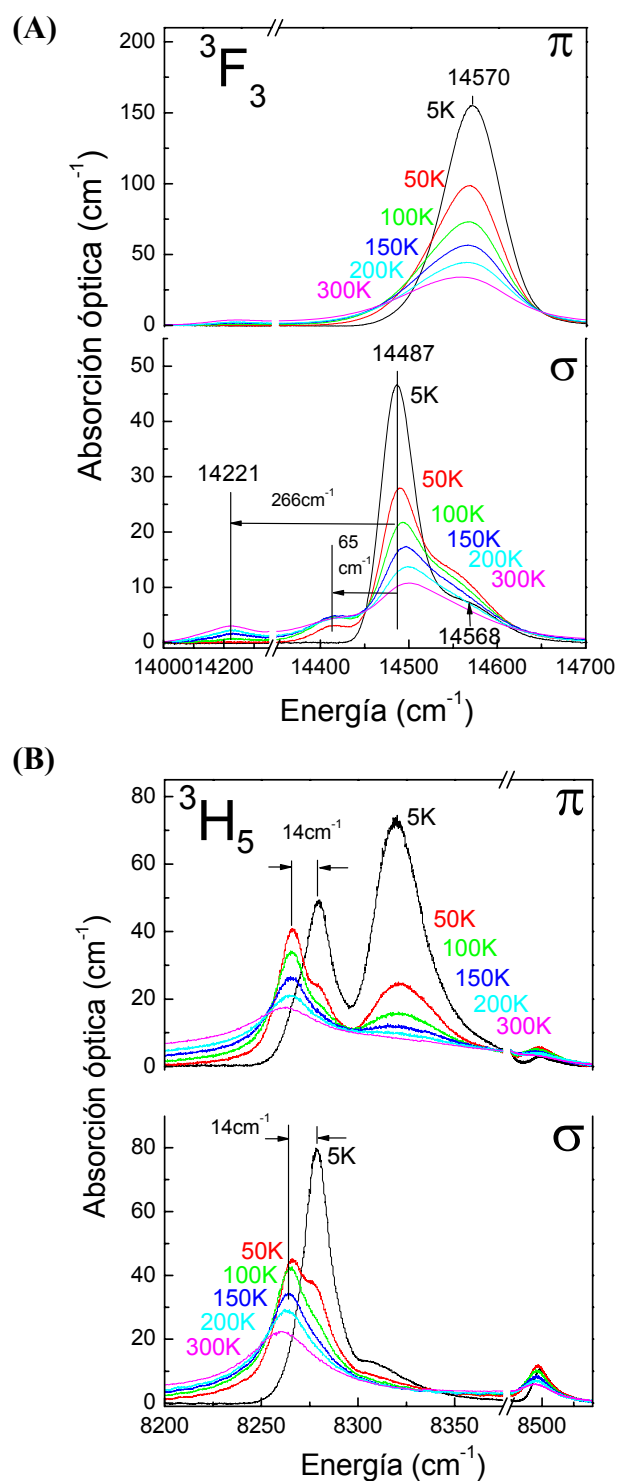 (A)
³F₃
π
14570
5K
50K
100K
150K
200K
300K
200
150
100
50
0
σ
14487
5K
14221
266cm⁻¹
65
cm⁻¹
50K
100K
150K
200K
300K
14568
50
40
30
20
10
0
Absorción óptica (cm⁻¹)
14000 14200 14400 14500 14600 14700
Energía (cm⁻¹)
(B)
³H₅
π
14cm⁻¹
5K
50K
100K
150K
200K
300K
80
60
40
20
0
σ
14cm⁻¹
5K
50K
100K
150K
200K
300K
80
60
40
20
0
Absorción óptica (cm⁻¹)
8200 8250 8300 8350 8500
Energía (cm⁻¹)